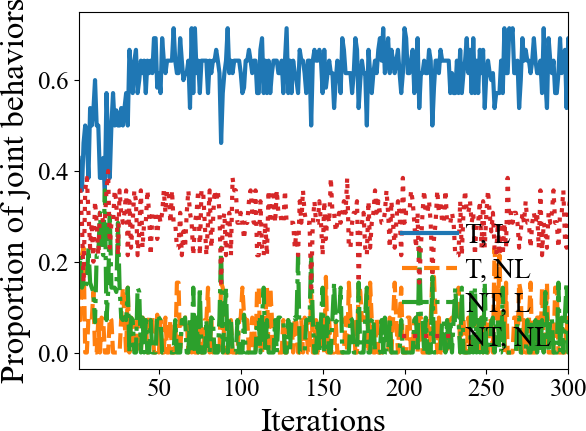 Proportion of joint behaviors
0.6
0.4
0.2
0.0
T, L
T, NL
NT, L
NT, NL
50
100
150
200
250
300
Iterations